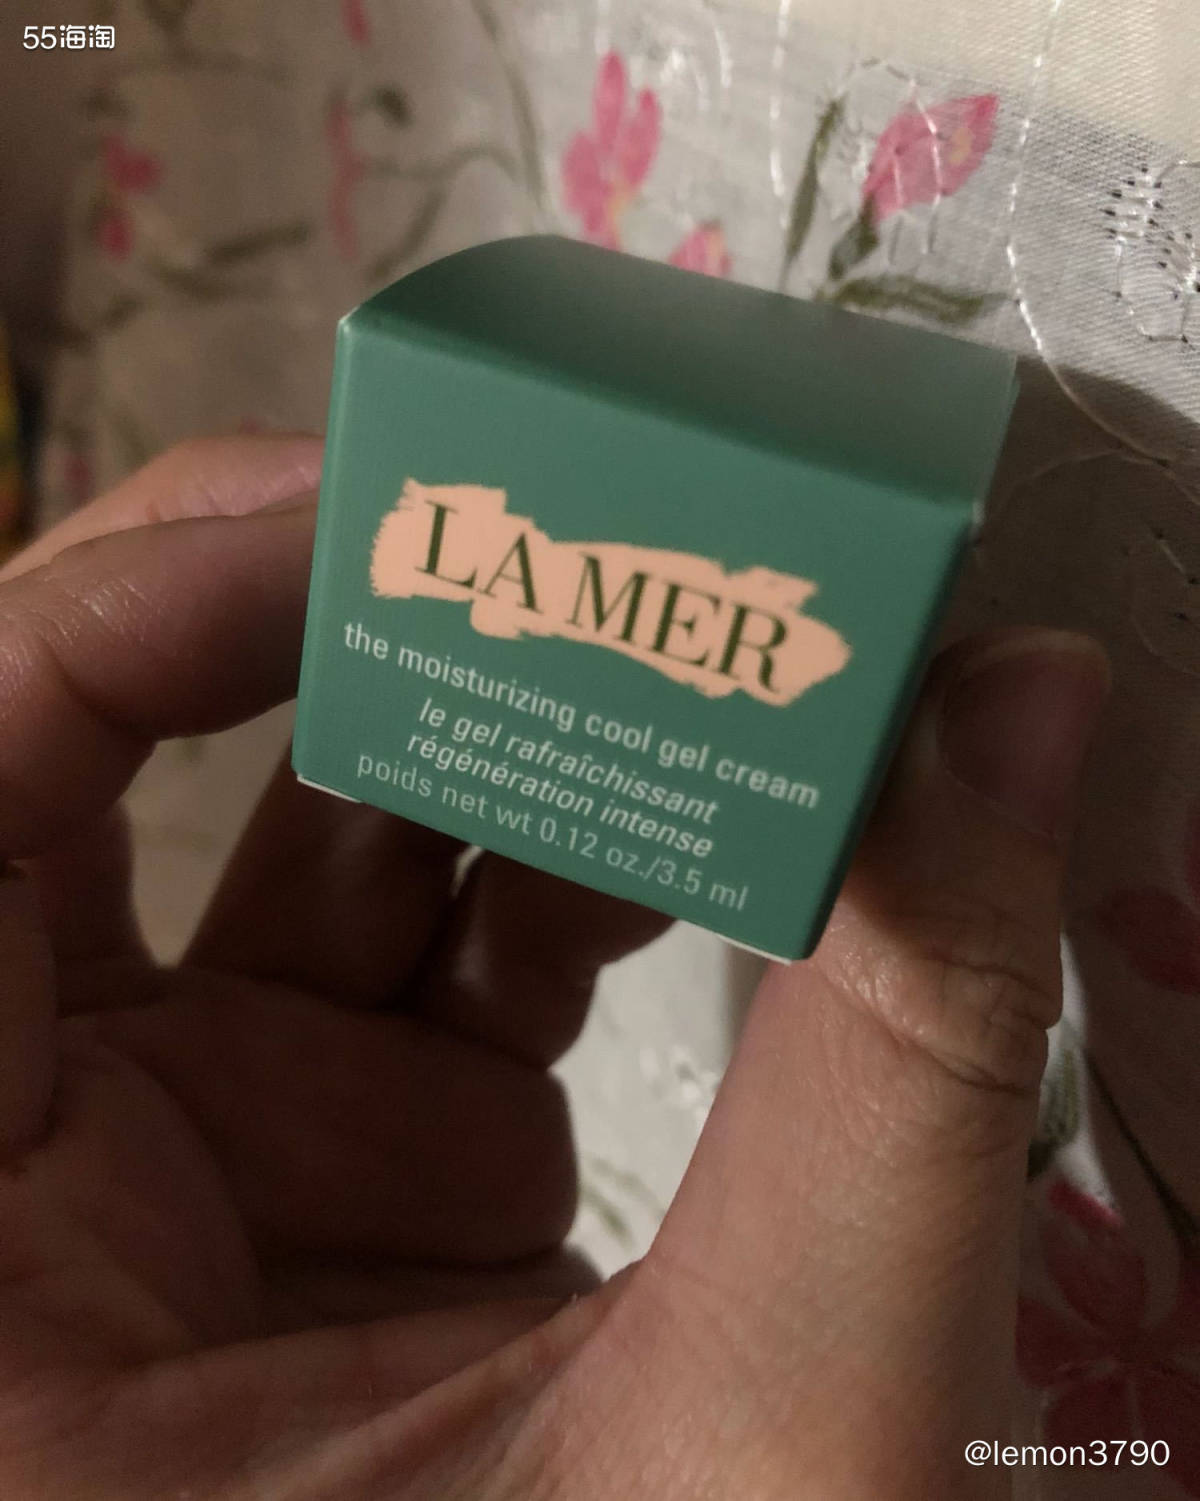 55海淘
LA MER
the moisturizing cool gel cream
le gel rafraîchissant
régénération intense
poids net wt 0.12 oz./3.5 ml
@lemon3790